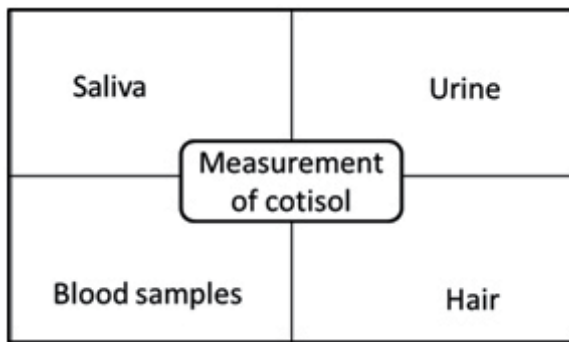 Saliva
Urine
Measurement
of cotisol
Blood samples
Hair